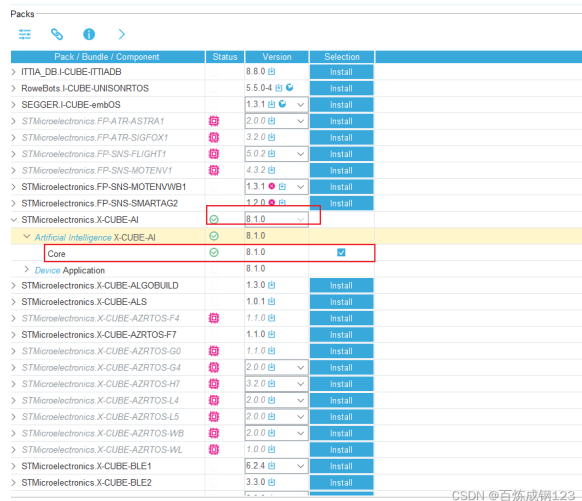 Packs
Pack / Bundle / Component Status Version Selection
ITTIA_DB.I-CUBE-ITTIADB 8.8.0 Install
RoweBots.I-CUBE-UNISONRTOS 5.5.0-4 Install
SEGGER.I-CUBE-embOS 1.3.1 Install
STMicroelectronics.FP-ATR-ASTRA1 2.0.0 Install
STMicroelectronics.FP-ATR-SIGFOX1 3.2.0 Install
STMicroelectronics.FP-SNS-FLIGHT1 5.0.2 Install
STMicroelectronics.FP-SNS-MOTENV1 4.3.2 Install
STMicroelectronics.FP-SNS-MOTENVWB1 1.3.1 Install
STMicroelectronics.FP-SNS-SMARTAG2 1.2.0 Install
STMicroelectronics.X-CUBE-AI 8.1.0
Artificial Intelligence X-CUBE-AI 8.1.0
Core 8.1.0
Device Application 8.1.0
STMicroelectronics.X-CUBE-ALGOBUILD 1.3.0 Install
STMicroelectronics.X-CUBE-ALS 1.0.1 Install
STMicroelectronics.X-CUBE-AZRTOS-F4 1.1.0 Install
STMicroelectronics.X-CUBE-AZRTOS-F7 1.1.0 Install
STMicroelectronics.X-CUBE-AZRTOS-G0 1.1.0 Install
STMicroelectronics.X-CUBE-AZRTOS-G4 2.0.0 Install
STMicroelectronics.X-CUBE-AZRTOS-H7 3.2.0 Install
STMicroelectronics.X-CUBE-AZRTOS-L4 2.0.0 Install
STMicroelectronics.X-CUBE-AZRTOS-L5 2.0.0 Install
STMicroelectronics.X-CUBE-AZRTOS-WB 2.0.0 Install
STMicroelectronics.X-CUBE-AZRTOS-WL 1.0.0 Install
STMicroelectronics.X-CUBE-BLE1 6.2.4 Install
STMicroelectronics.X-CUBE-BLE2 3.3.0 Install
CSDN @百炼成钢123